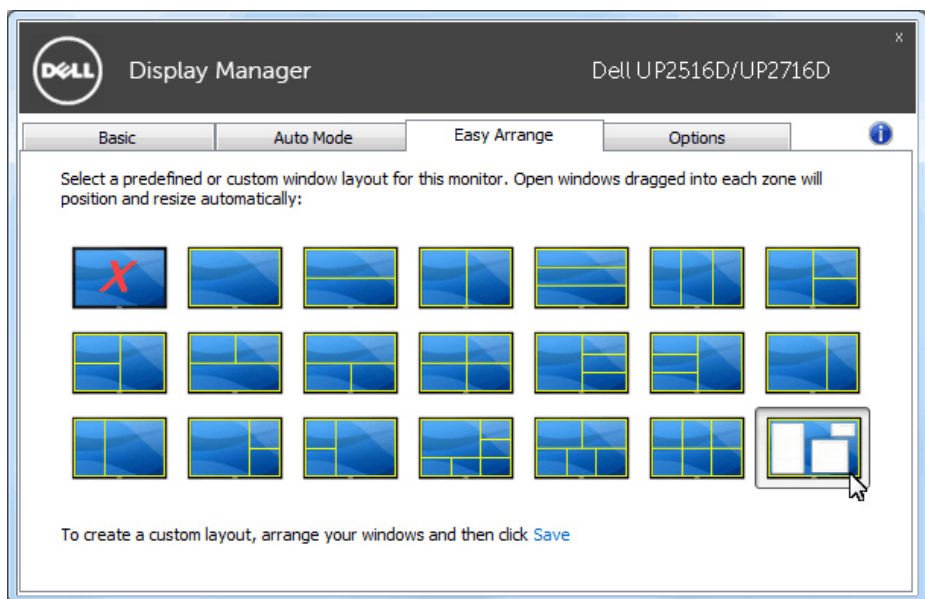 x
DELL
Display Manager
Dell UP2516D/UP2716D
Basic
Auto Mode
Easy Arrange
Options
i
Select a predefined or custom window layout for this monitor. Open windows dragged into each zone will
position and resize automatically:
X
To create a custom layout, arrange your windows and then click Save